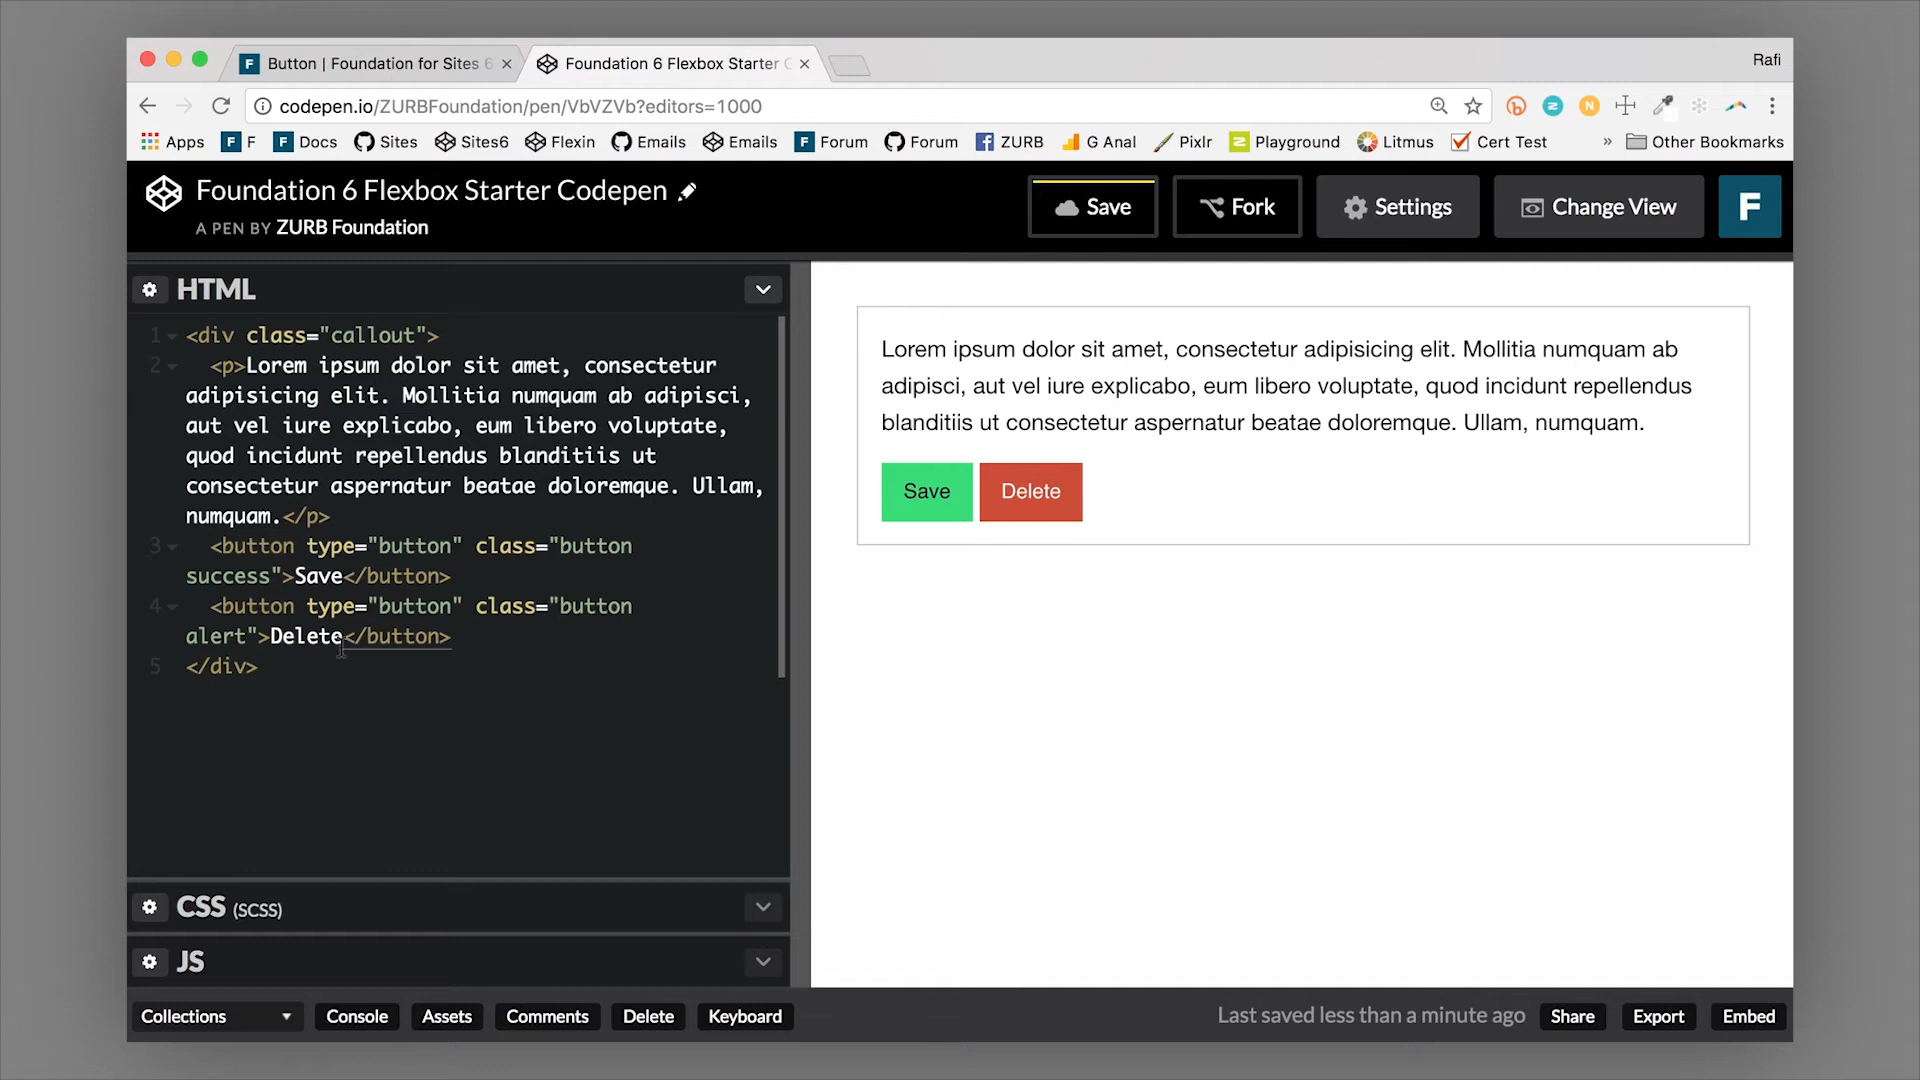 Rafi
F Button | Foundation for Sites 6
Foundation 6 Flexbox Starter C
codepen.io/ZURBFoundation/pen/VbVZVb?editors=1000
Apps F F F Docs Sites Sites6 Flexin Emails Emails F Forum Forum ZURB G Anal Pixlr Playground Litmus Cert Test » Other Bookmarks
Foundation 6 Flexbox Starter Codepen
A PEN BY ZURB Foundation
Save Fork Settings Change View F
HTML
1 <div class="callout">
2 <p>Lorem ipsum dolor sit amet, consectetur
adipisicing elit. Mollitia numquam ab adipisci,
aut vel iure explicabo, eum libero voluptate,
quod incidunt repellendus blanditiis ut
consectetur aspernatur beatae doloremque. Ullam,
numquam.</p>
3 <button type="button" class="button
success">Save</button>
4 <button type="button" class="button
alert">Delete</button>
5 </div>
CSS (SCSS)
JS
Lorem ipsum dolor sit amet, consectetur adipisicing elit. Mollitia numquam ab
adipisci, aut vel iure explicabo, eum libero voluptate, quod incidunt repellendus
blanditiis ut consectetur aspernatur beatae doloremque. Ullam, numquam.
Save Delete
Collections Console Assets Comments Delete Keyboard
Last saved less than a minute ago Share Export Embed